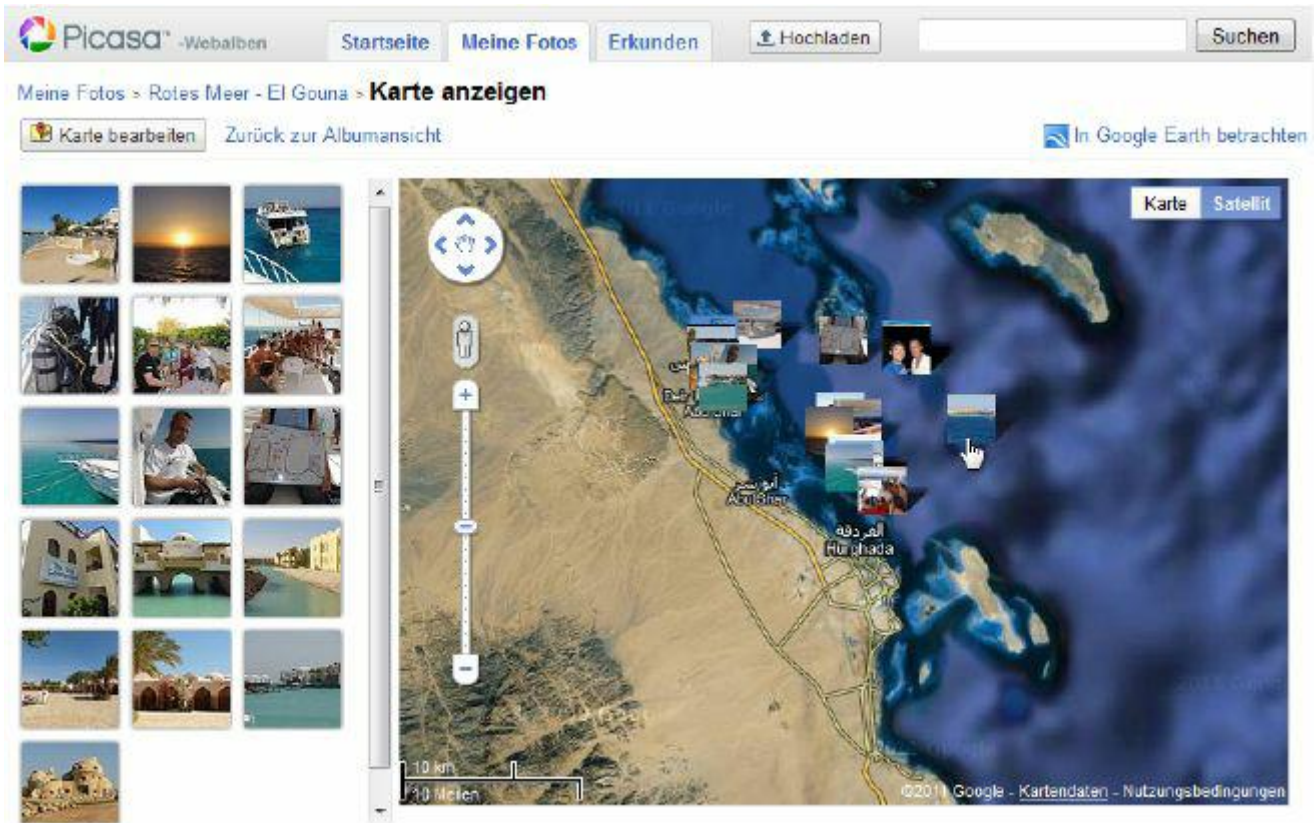 Picasa™ -Webalben
Startseite
Meine Fotos
Erkunden
Hochladen
Suchen
Meine Fotos > Rotes Meer - El Gouna > Karte anzeigen
Karte bearbeiten
Zurück zur Albumansicht
In Google Earth betrachten
Karte
Satellit
أبو شعر
Abu Shar
الغردقة
Hurghada
10 km
10 Meilen
©2011 Google - Kartendaten - Nutzungsbedingungen